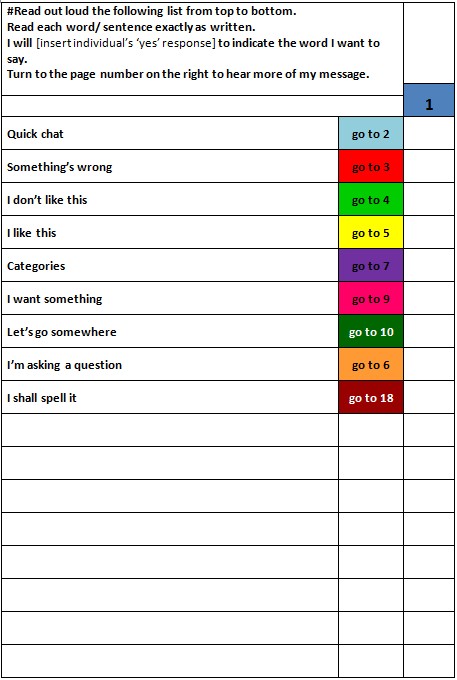 #Read out loud the following list from top to bottom.
Read each word/ sentence exactly as written.
I will [insert individual's 'yes' response] to indicate the word I want to
say.
Turn to the page number on the right to hear more of my message.
1
Quick chat go to 2
Something's wrong go to 3
I don't like this go to 4
I like this go to 5
Categories go to 7
I want something go to 9
Let's go somewhere go to 10
I'm asking a question go to 6
I shall spell it go to 18